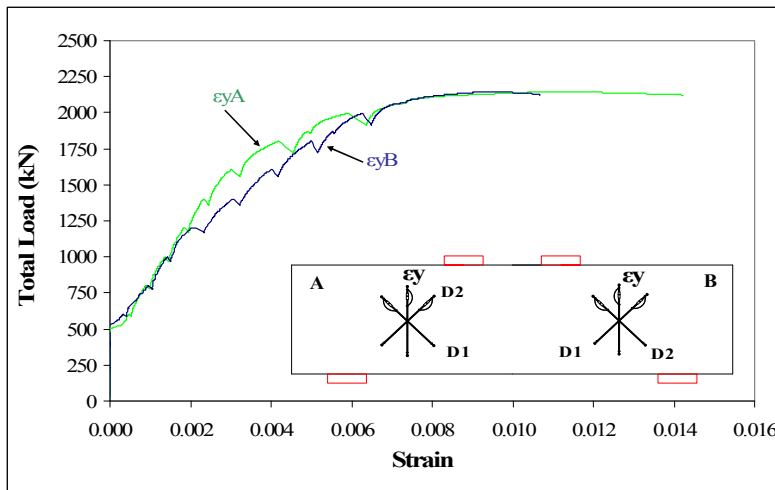 2500
2250
2000
1750
1500
1250
1000
750
500
250
0
Total Load (kN)
εyA
εyB
A
εy
D2
D1
εy
B
D1
D2
0.000 0.002 0.004 0.006 0.008 0.010 0.012 0.014 0.016
Strain